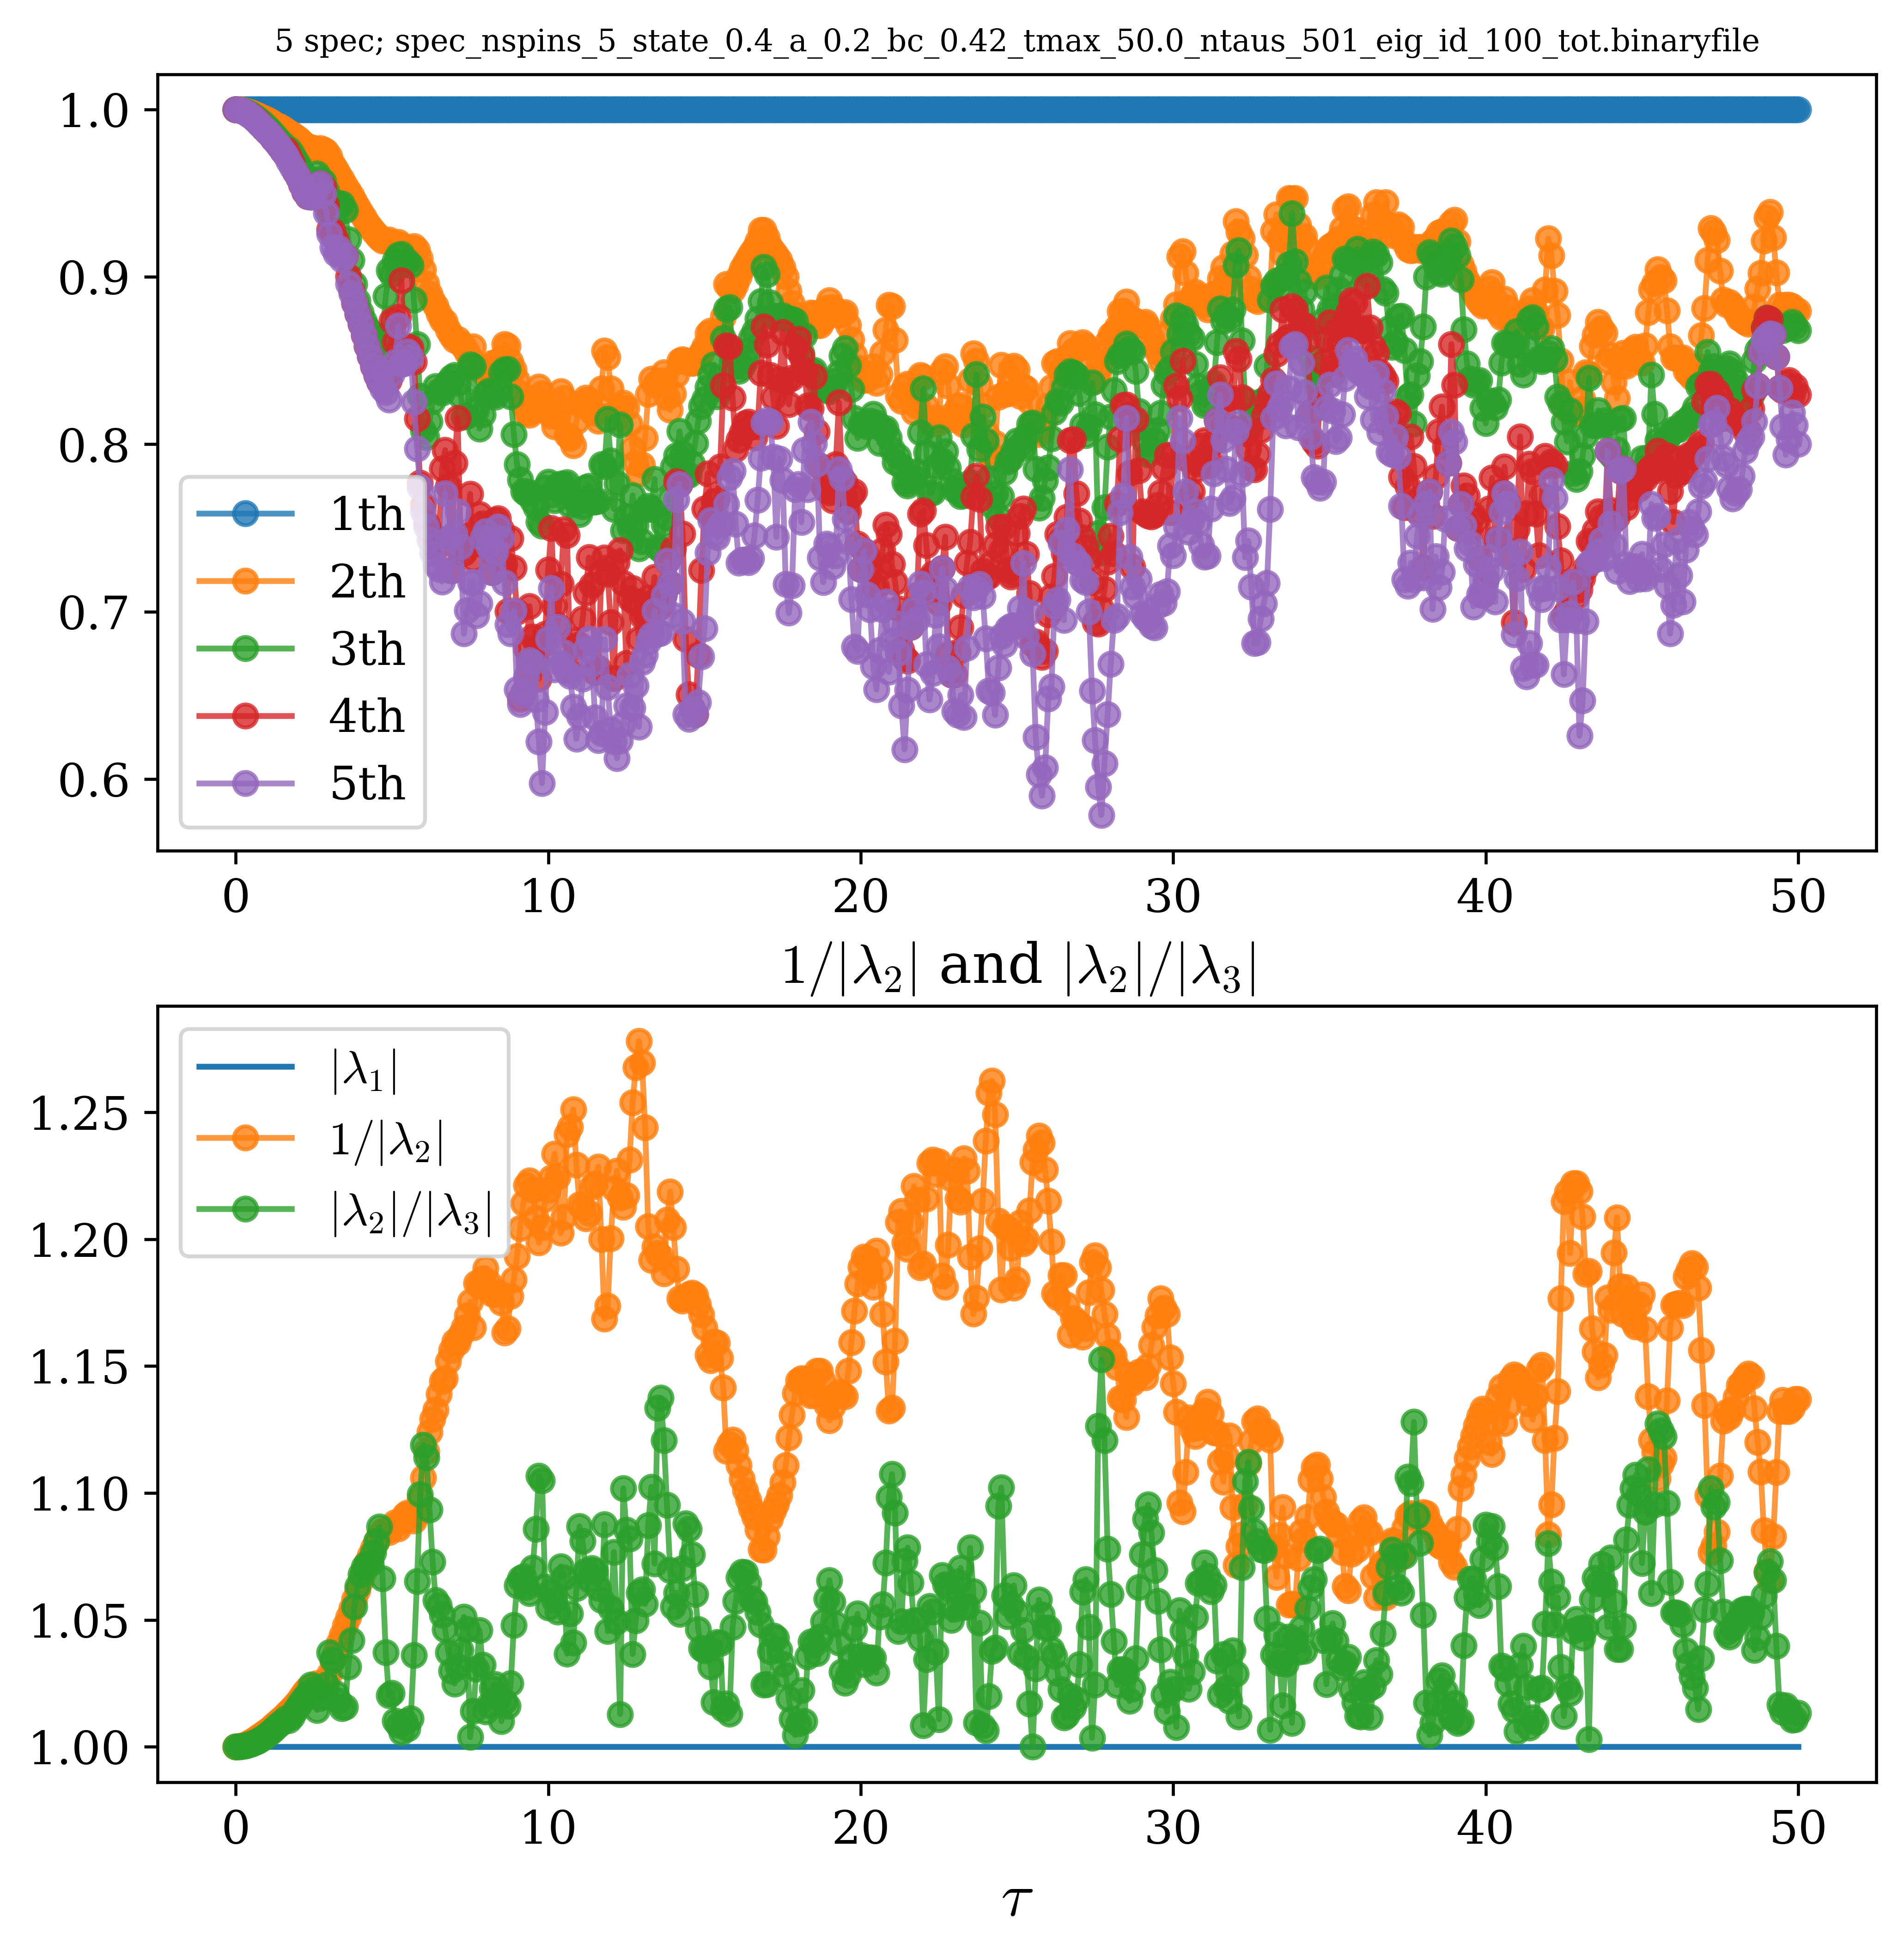 5 spec; spec_nspins_5_state_0.4_a_0.2_bc_0.42_tmax_50.0_ntaus_501_eig_id_100_tot.binaryfile
1.0
0.9
0.8
0.7
0.6
1th
2th
3th
4th
5th
0 10 20 30 40 50
1/|λ₂| and |λ₂|/|λ₃|
1.25
1.20
1.15
1.10
1.05
1.00
|λ₁|
1/|λ₂|
|λ₂|/|λ₃|
0 10 20 30 40 50
τ